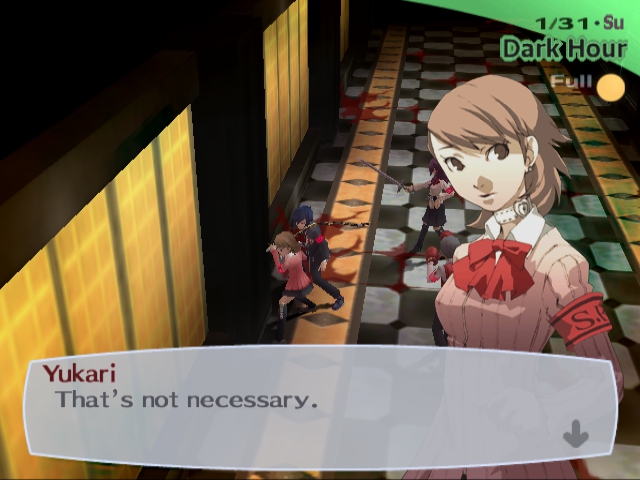 1/31・Su
Dark Hour
Full
S.
Yukari
That's not necessary.